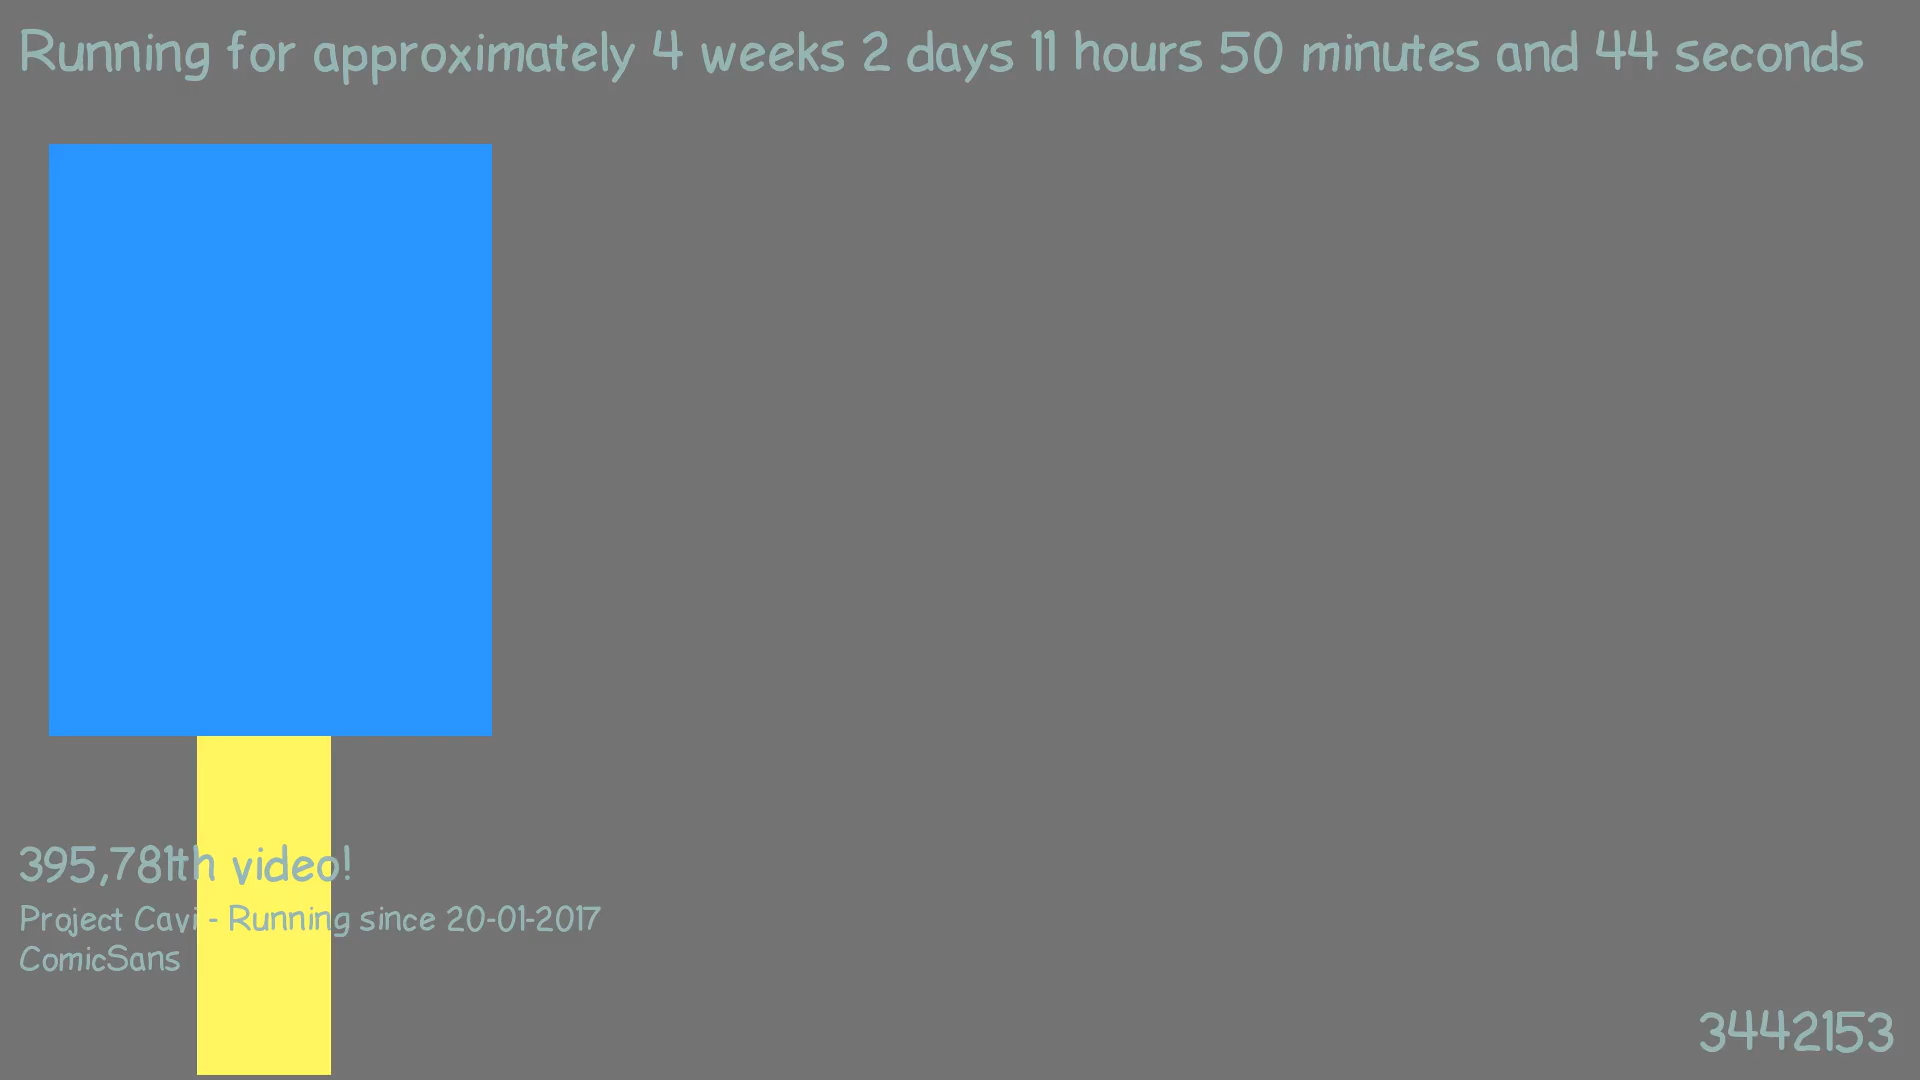 Running for approximately 4 weeks 2 days 11 hours 50 minutes and 44 seconds
395,781th video!
Project Cavi - Running since 20-01-2017
ComicSans
3442153